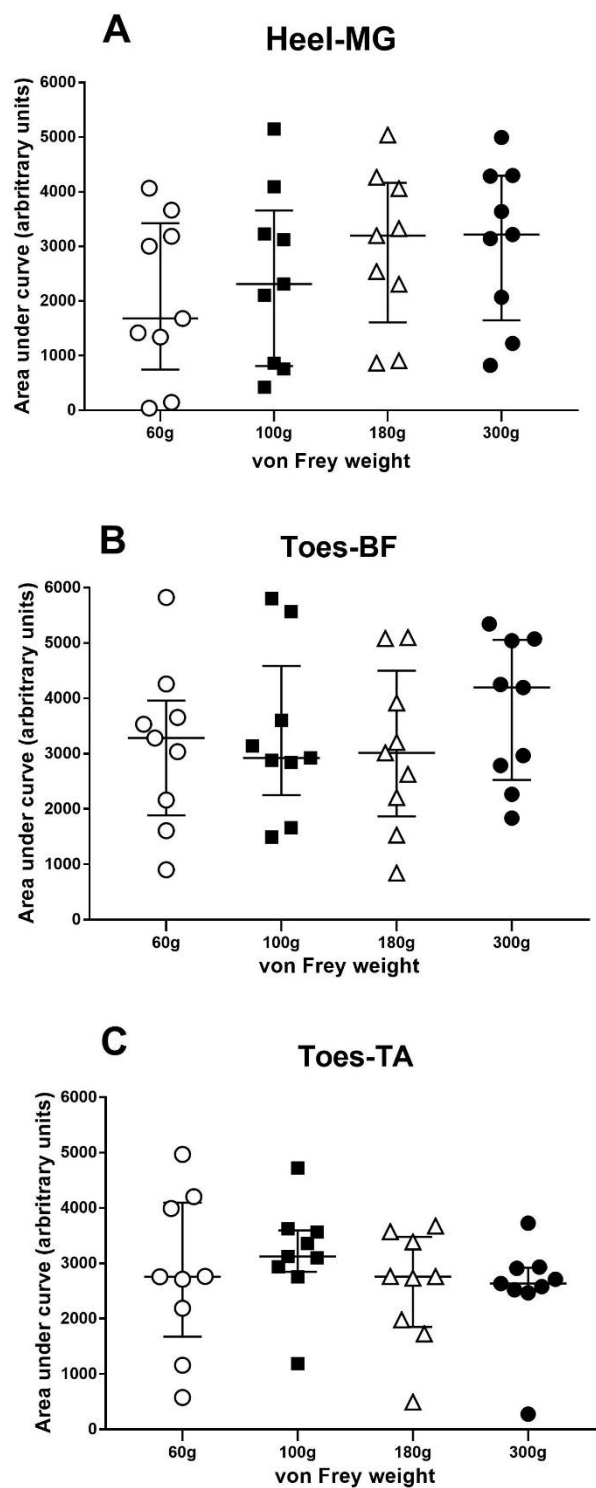 A
Heel-MG
Area under curve (arbritrary units)
6000
5000
4000
3000
2000
1000
0
60g 100g 180g 300g
von Frey weight
B
Toes-BF
Area under curve (arbritrary units)
6000
5000
4000
3000
2000
1000
0
60g 100g 180g 300g
von Frey weight
C
Toes-TA
Area under curve (arbritrary units)
6000
5000
4000
3000
2000
1000
0
60g 100g 180g 300g
von Frey weight